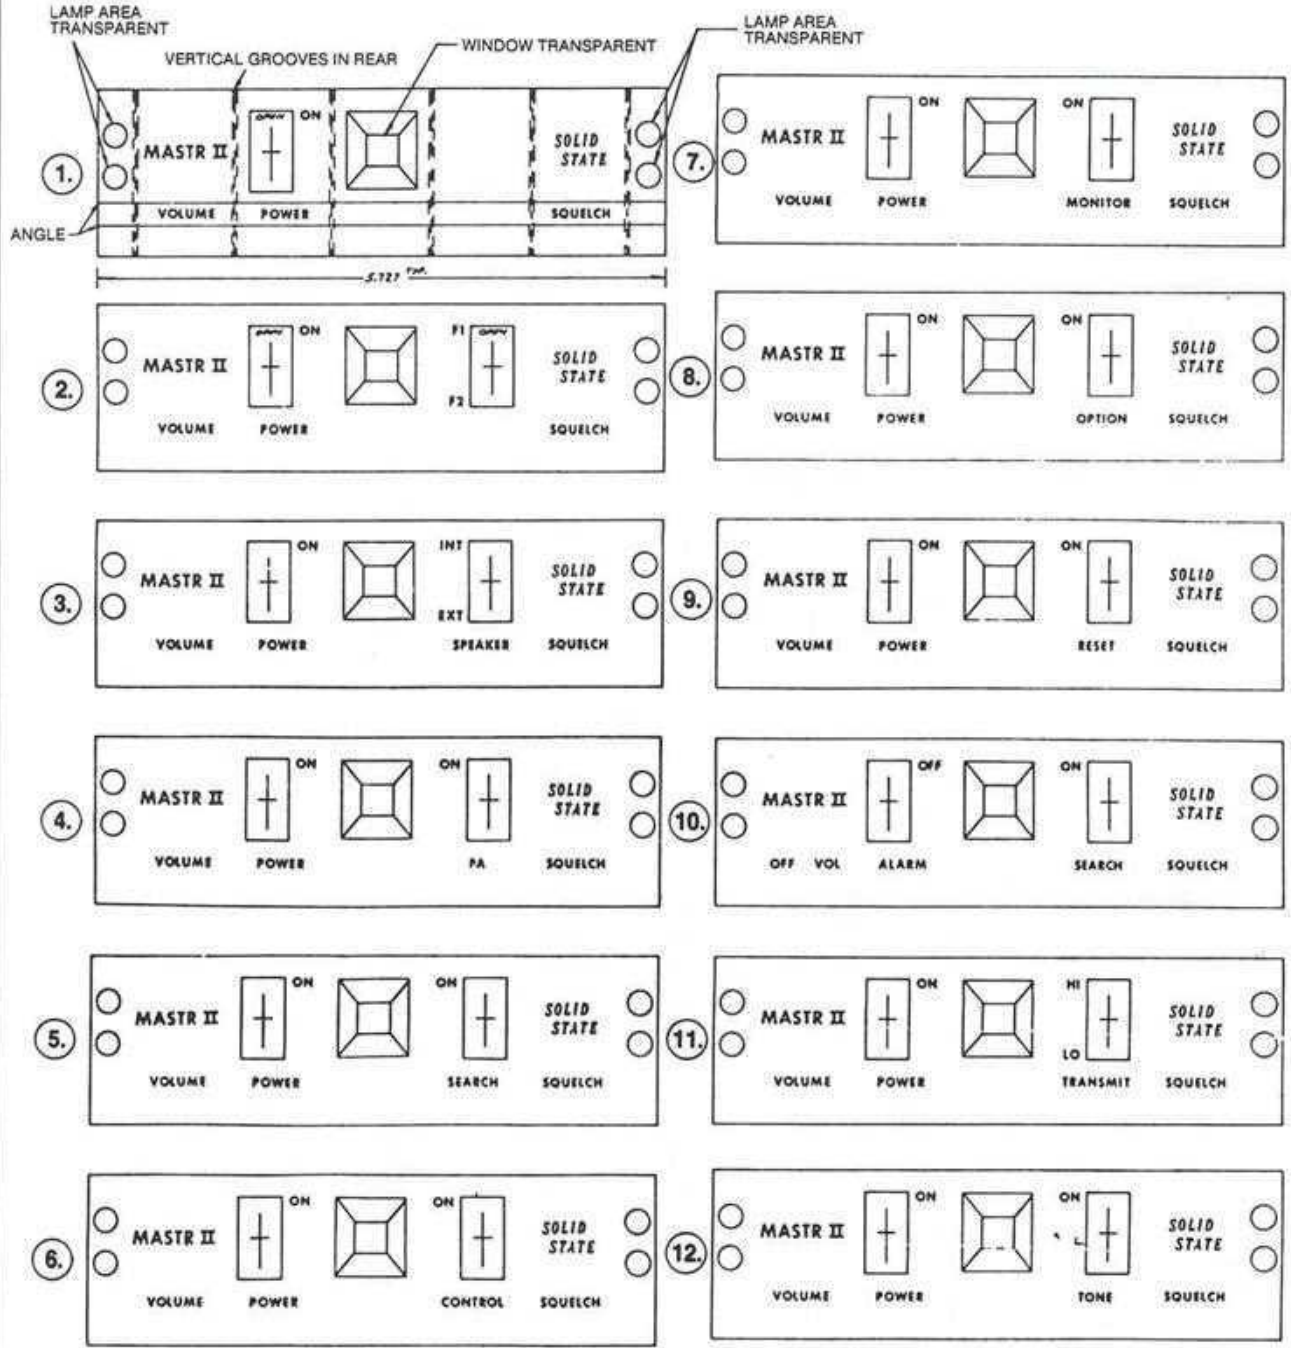 LAMP AREA
TRANSPARENT
VERTICAL GROOVES IN REAR
WINDOW TRANSPARENT
LAMP AREA
TRANSPARENT
1.
MASTR II
OPEN
ON
SOLID
STATE
VOLUME POWER SQUELCH
ANGLE
5.727 TYP.
2.
MASTR II
OPEN
ON
F1
OPEN
F2
SOLID
STATE
VOLUME POWER SQUELCH
3.
MASTR II
ON
INT
EXT
SOLID
STATE
VOLUME POWER SPEAKER SQUELCH
4.
MASTR II
ON
ON
SOLID
STATE
VOLUME POWER PA SQUELCH
5.
MASTR II
ON
ON
SOLID
STATE
VOLUME POWER SEARCH SQUELCH
6.
MASTR II
ON
ON
SOLID
STATE
VOLUME POWER CONTROL SQUELCH
7.
MASTR II
ON
ON
SOLID
STATE
VOLUME POWER MONITOR SQUELCH
8.
MASTR II
ON
ON
SOLID
STATE
VOLUME POWER OPTION SQUELCH
9.
MASTR II
ON
ON
SOLID
STATE
VOLUME POWER RESET SQUELCH
10.
MASTR II
OFF
ON
SOLID
STATE
OFF VOL ALARM SEARCH SQUELCH
11.
MASTR II
ON
HI
LO
SOLID
STATE
VOLUME POWER TRANSMIT SQUELCH
12.
MASTR II
ON
ON
SOLID
STATE
VOLUME POWER TONE SQUELCH